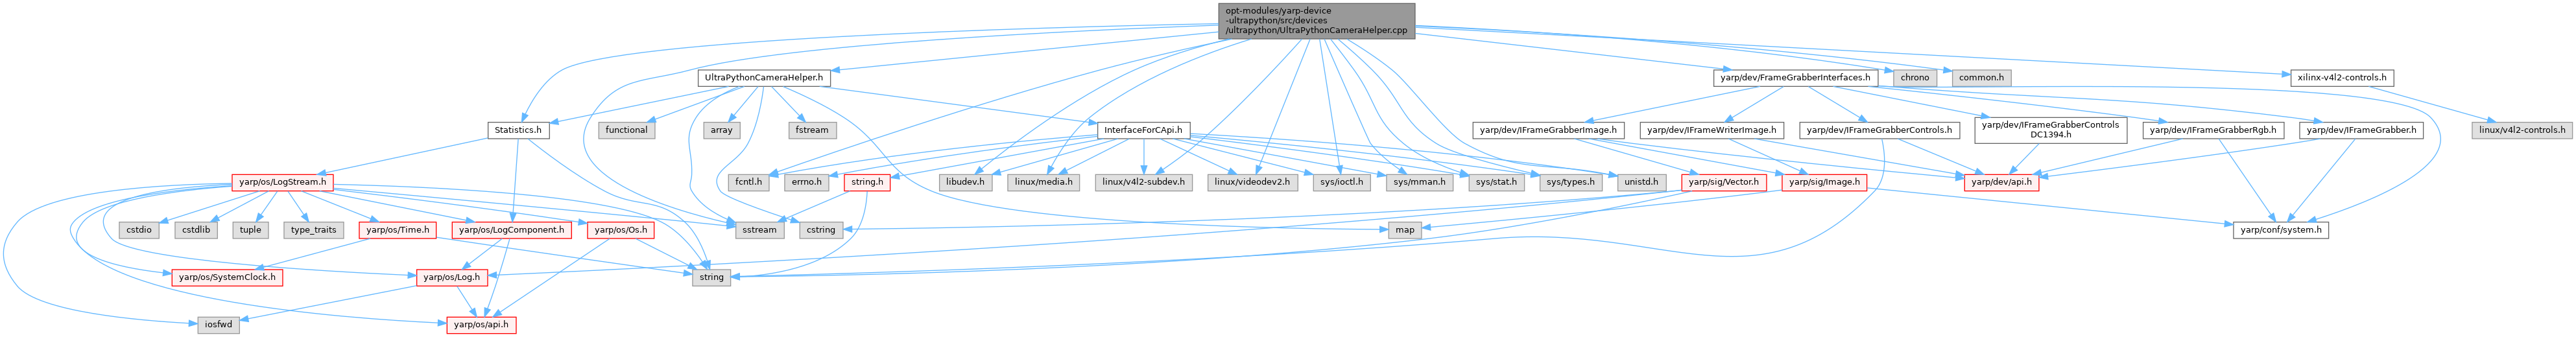 opt-modules/yarp-device
-ultrapython/src/devices
/ultrapython/UltraPythonCameraHelper.cpp
UltraPythonCameraHelper.h
yarp/dev/FrameGrabberInterfaces.h
chrono
common.h
xilinx-v4l2-controls.h
Statistics.h
functional
array
fstream
InterfaceForCApi.h
yarp/dev/IFrameGrabberImage.h
yarp/dev/IFrameWriterImage.h
yarp/dev/IFrameGrabberControls.h
yarp/dev/IFrameGrabberControls
DC1394.h
yarp/dev/IFrameGrabberRgb.h
yarp/dev/IFrameGrabber.h
linux/v4l2-controls.h
yarp/os/LogStream.h
fcntl.h
errno.h
string.h
libudev.h
linux/media.h
linux/v4l2-subdev.h
linux/videodev2.h
sys/ioctl.h
sys/mman.h
sys/stat.h
sys/types.h
unistd.h
yarp/sig/Vector.h
yarp/sig/Image.h
yarp/dev/api.h
cstdio
cstdlib
tuple
type_traits
yarp/os/Time.h
yarp/os/LogComponent.h
yarp/os/Os.h
sstream
cstring
map
yarp/conf/system.h
yarp/os/SystemClock.h
yarp/os/Log.h
string
iosfwd
yarp/os/api.h